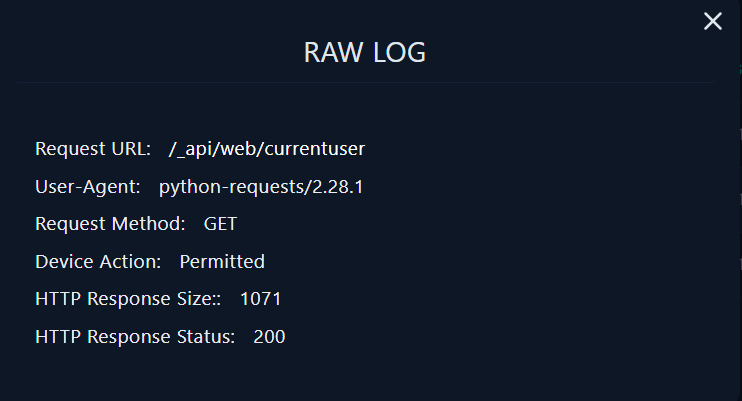 RAW LOG
Request URL: /_api/web/currentuser
User-Agent: python-requests/2.28.1
Request Method: GET
Device Action: Permitted
HTTP Response Size:: 1071
HTTP Response Status: 200